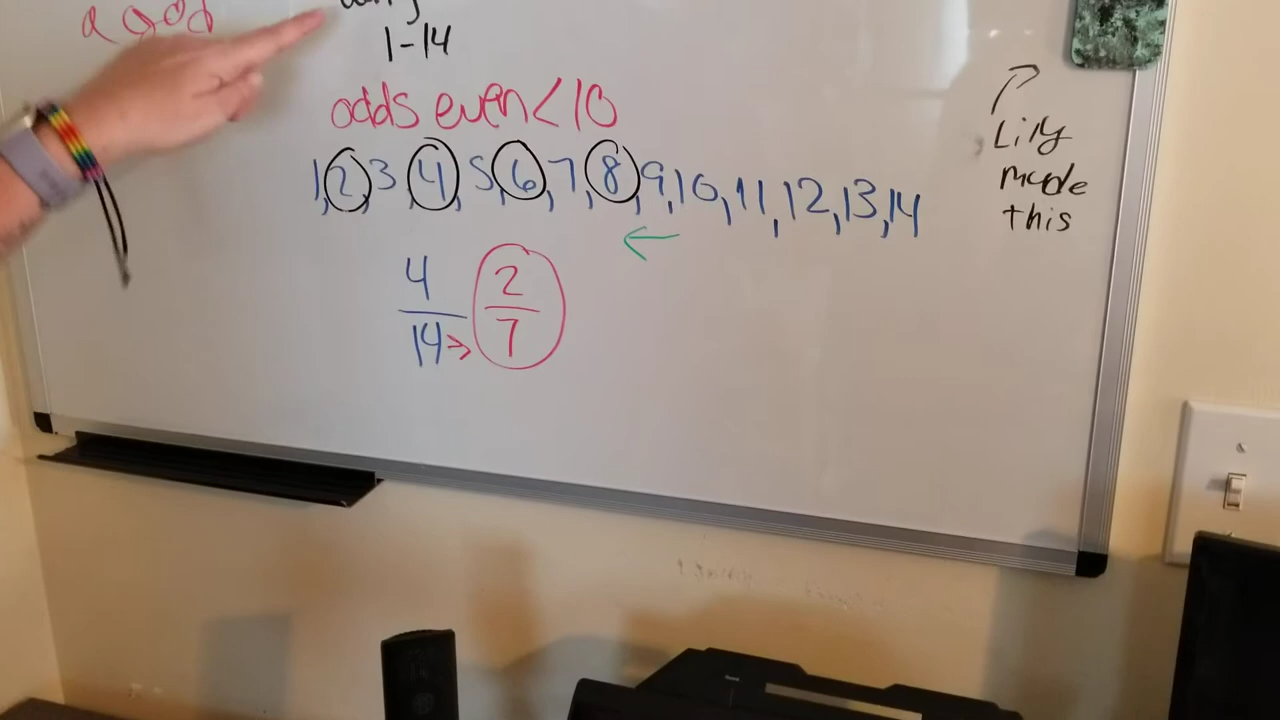 a god
1-14
odds even < 10
1, 2, 3 4, 5, 6, 7, 8, 9, 10, 11, 12, 13, 14
4/14 > 2/7
←
Lily
made
this